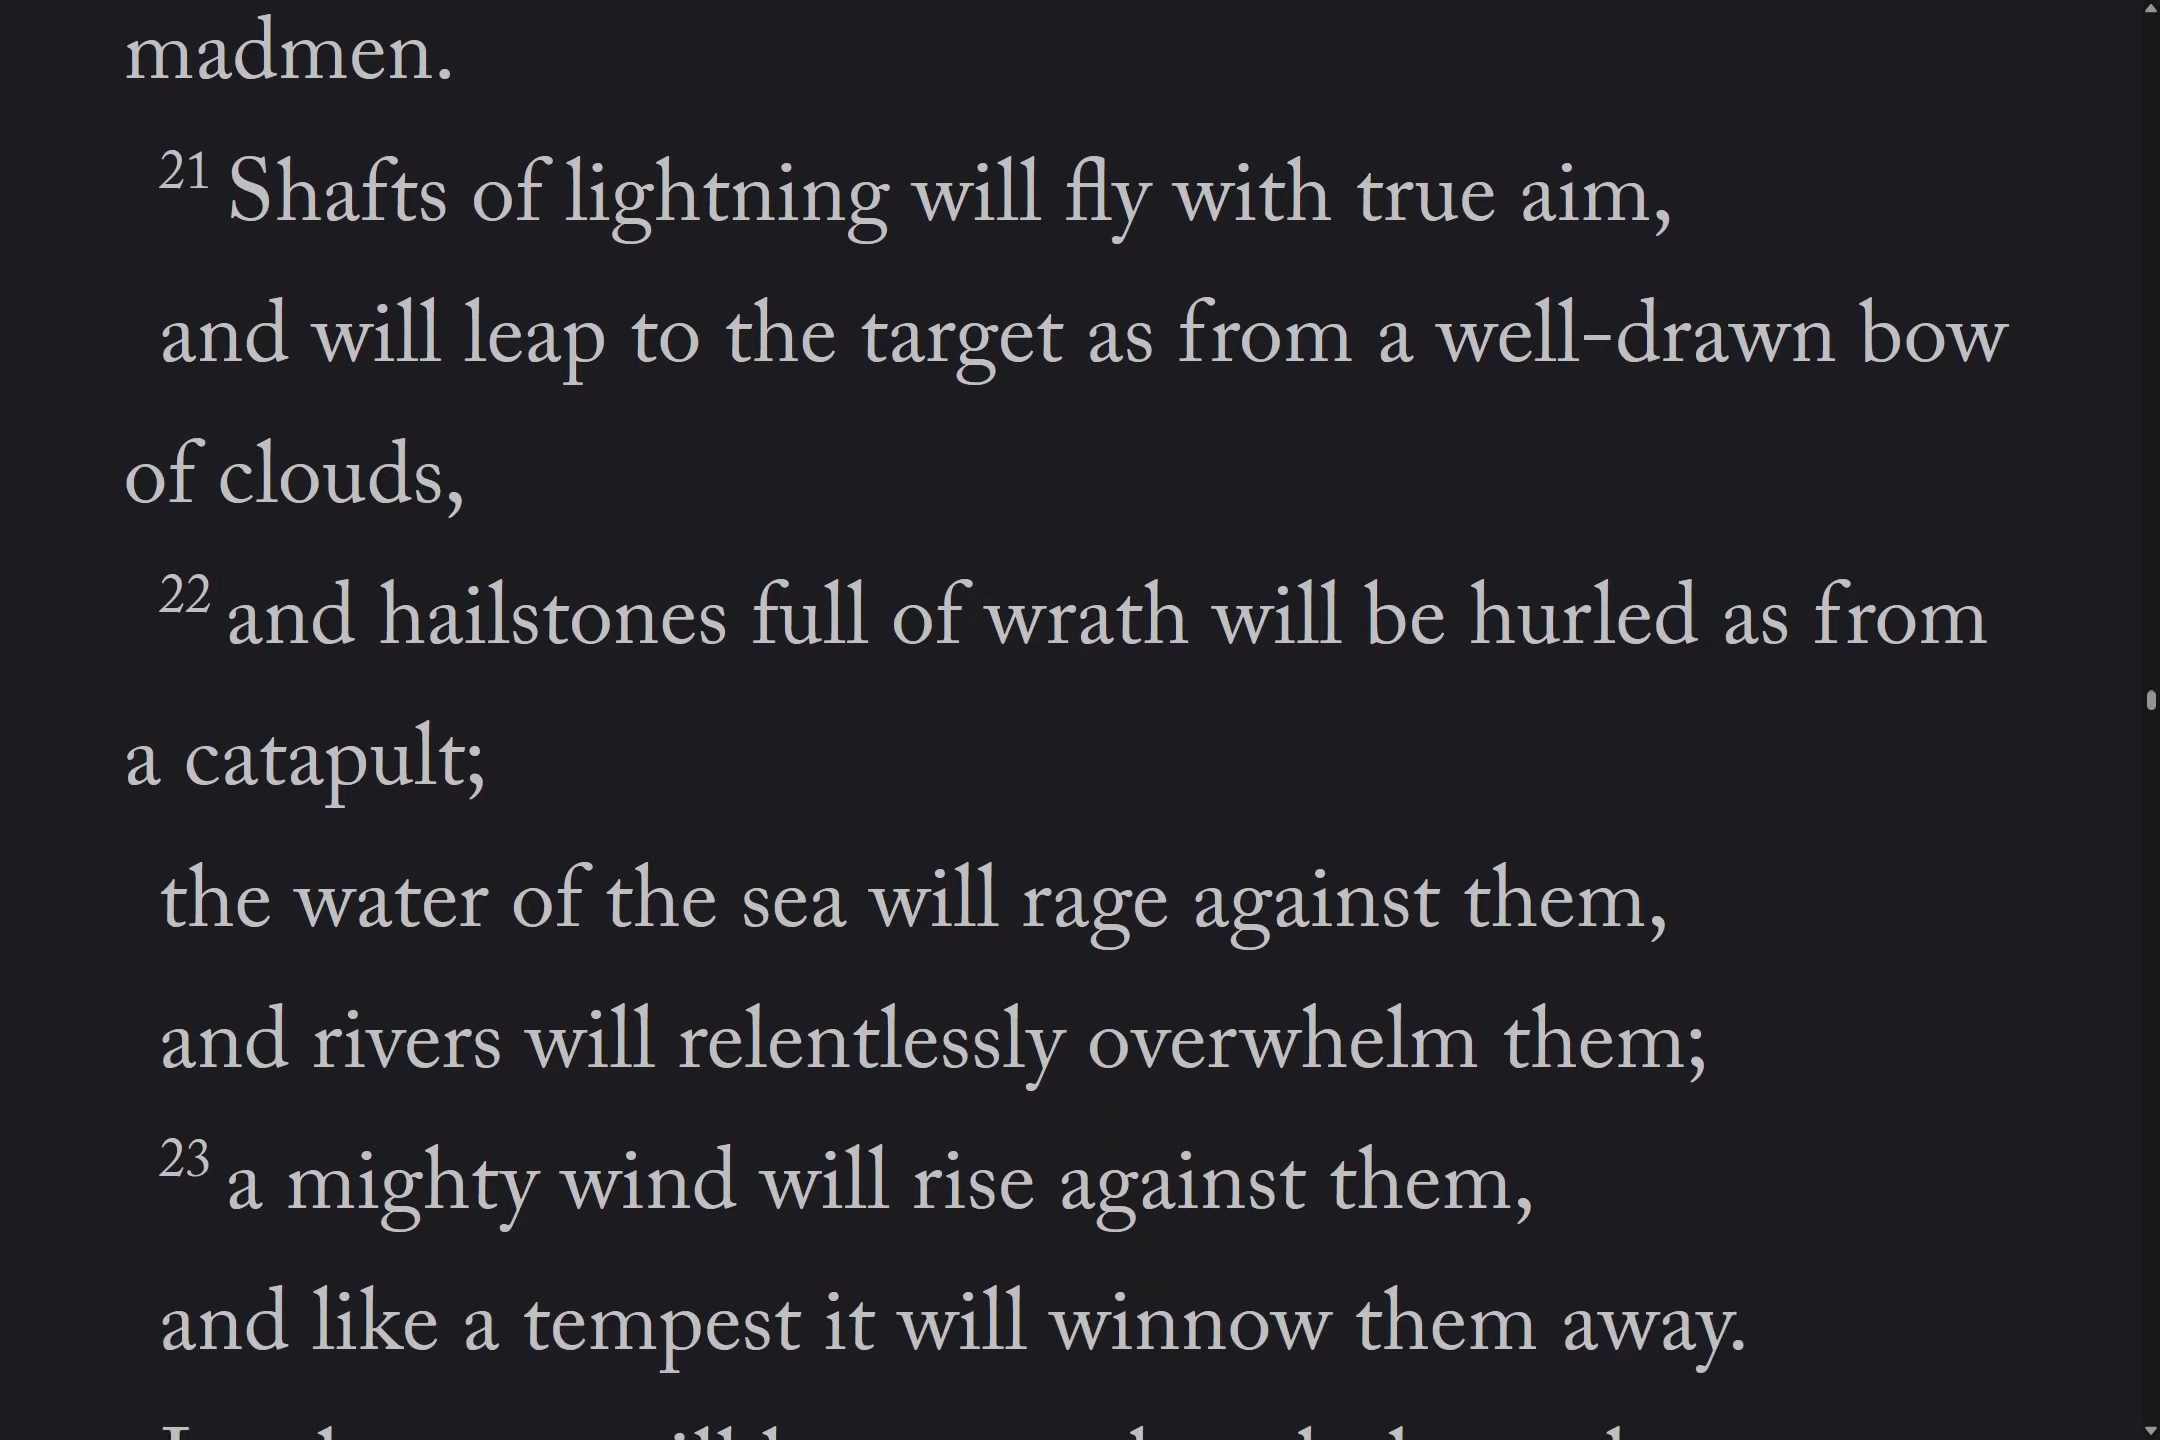 madmen.
21 Shafts of lightning will fly with true aim,
and will leap to the target as from a well-drawn bow
of clouds,
22 and hailstones full of wrath will be hurled as from
a catapult;
the water of the sea will rage against them,
and rivers will relentlessly overwhelm them;
23 a mighty wind will rise against them,
and like a tempest it will winnow them away.